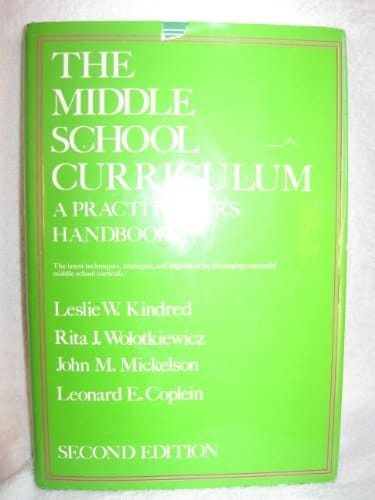 THE
MIDDLE
SCHOOL
CURRICULUM
A PRACTITIONER'S
HANDBOOK
The latest techniques, strategies, and for developing successful
middle school curricula.
Leslie W. Kindred
Rita J. Wolotkiewicz
John M. Mickelson
Leonard E. Coplein
SECOND EDITION